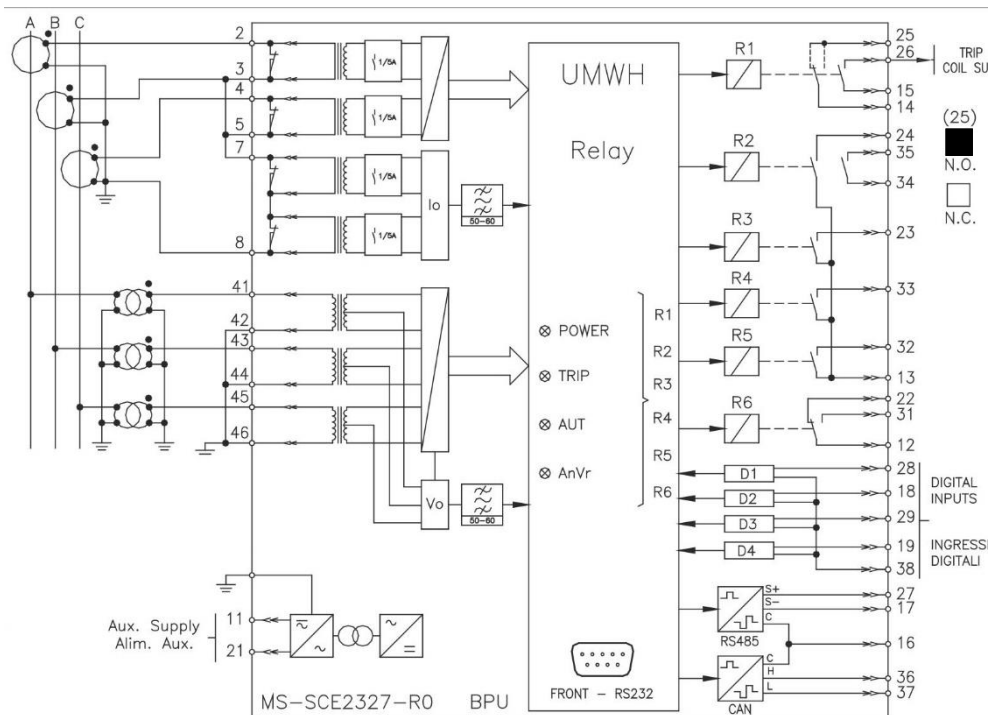 A B C
2
3
4
5
7
8
41
42
43
44
45
46
11
21
1/5A
1/5A
1/5A
1/5A
Io
50-60
Vo
50-60
Aux. Supply
Alim. Aux.
MS-SCE2327-R0 BPU
UMWH
Relay
POWER
TRIP
AUT
AnVr
R1
R2
R3
R4
R5
R6
FRONT - RS232
R1
R2
R3
R4
R5
R6
D1
D2
D3
D4
S+
S-
C
RS485
C
H
L
CAN
25
26
15
14
24
35
34
23
33
32
13
22
31
12
28
18
29
19
38
27
17
16
36
37
TRIP
COIL SU
(25)
N.O.
N.C.
DIGITAL
INPUTS
INGRESSI
DIGITALI